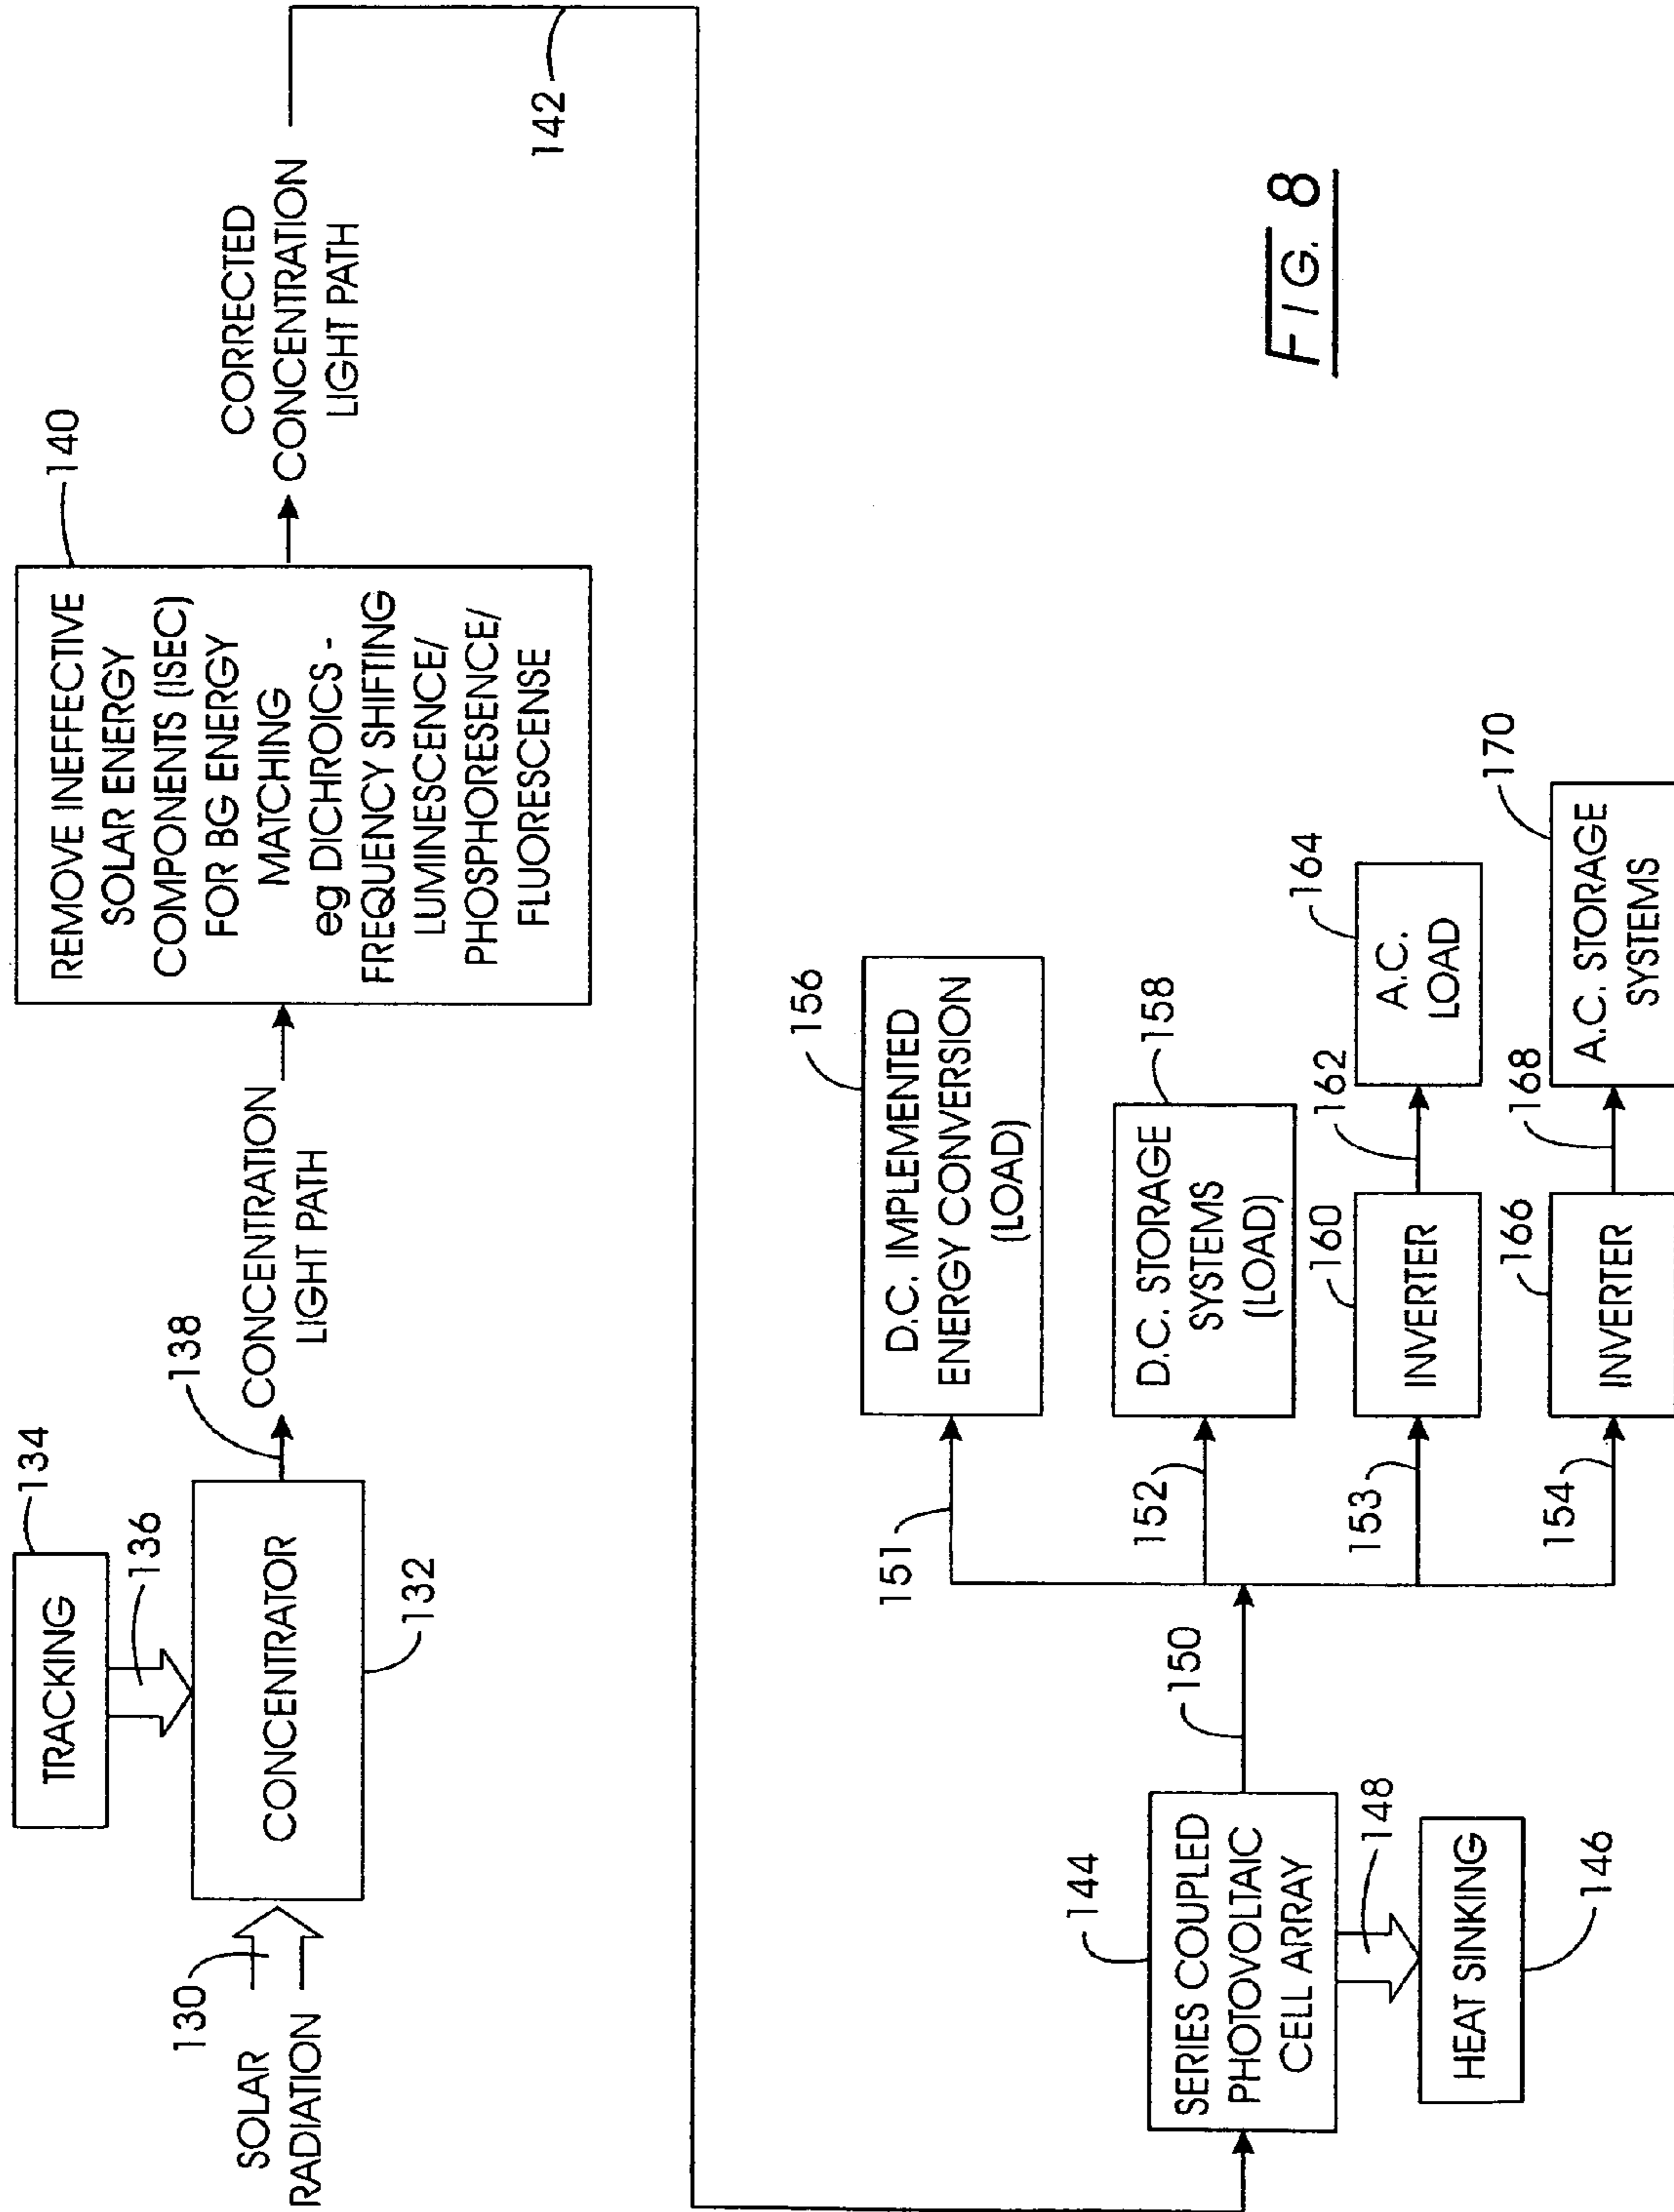 134
TRACKING
136
SOLAR
RADIATION
130
CONCENTRATOR
132
138
CONCENTRATION
LIGHT PATH
140
REMOVE INEFFECTIVE
SOLAR ENERGY
COMPONENTS (ISEC)
FOR BG ENERGY
MATCHING
eg DICHROICS -
FREQUENCY SHIFTING
LUMINESCENCE/
PHOSPHORESENCE/
FLUORESCENSE
CORRECTED
CONCENTRATION
LIGHT PATH
142
144
SERIES COUPLED
PHOTOVOLTAIC
CELL ARRAY
148
HEAT SINKING
146
150
151
152
153
154
156
D.C. IMPLEMENTED
ENERGY CONVERSION
(LOAD)
158
D.C. STORAGE
SYSTEMS
(LOAD)
160
INVERTER
162
164
A.C.
LOAD
166
INVERTER
168
170
A.C. STORAGE
SYSTEMS
FIG. 8